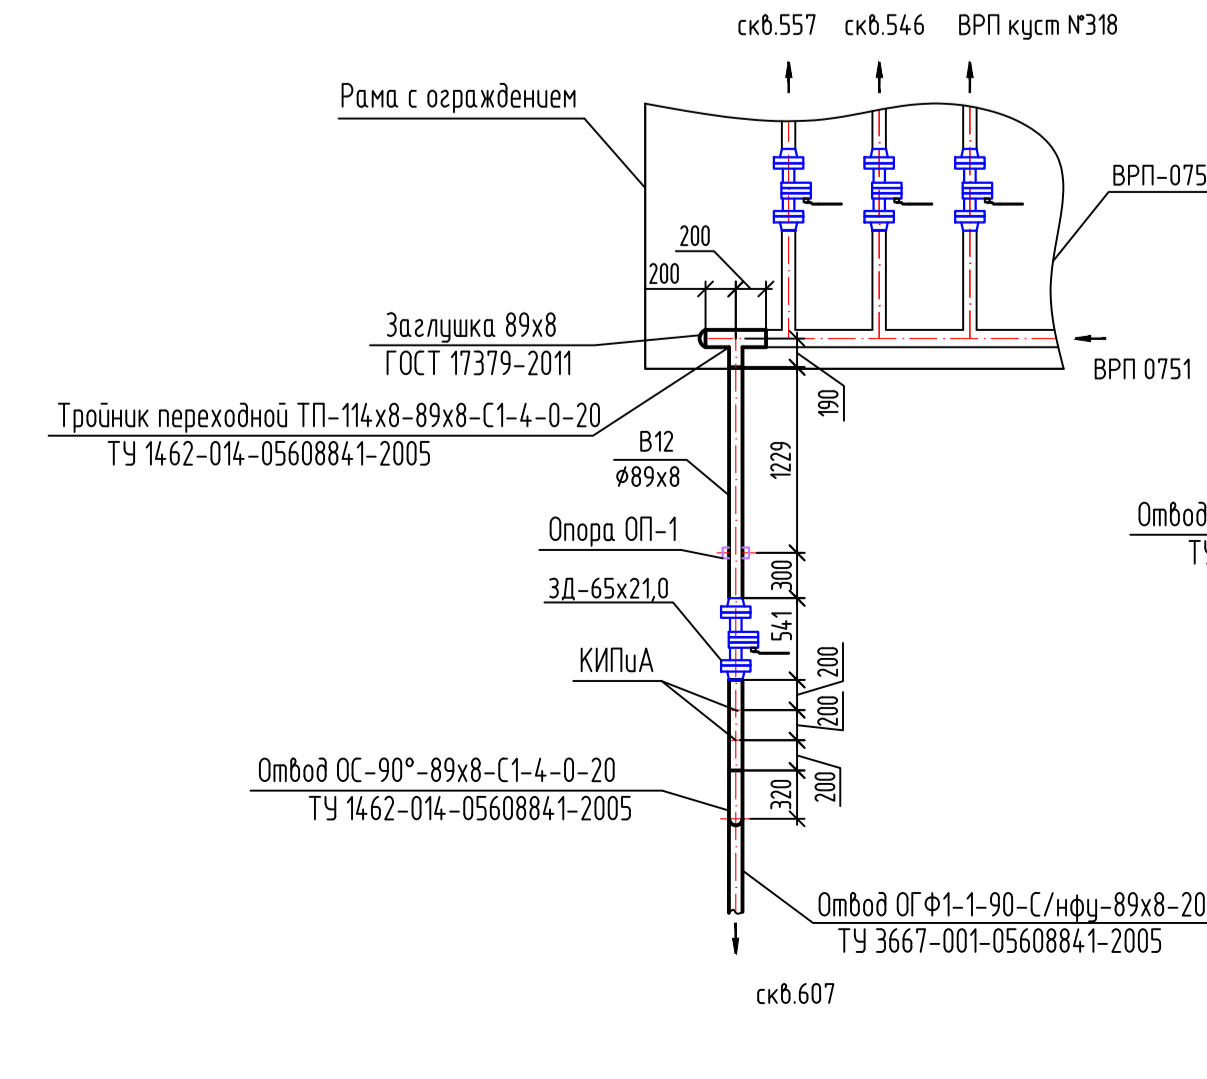 скв.557 скв.546 ВРП куст №318
Рама с ограждением
ВРП-075
200
200
Заглушка 89х8
ГОСТ 17379-2011
ВРП 0751
190
Тройник переходной ТП-114х8-89х8-С1-4-0-20
ТУ 1462-014-05608841-2005
В12
ϕ89х8
1229
Отвод
ТУ
Опора ОП-1
300
ЗД-65х21,0
541
КИПиА
200
200
Отвод ОС-90°-89х8-С1-4-0-20
ТУ 1462-014-05608841-2005
320
200
Отвод ОГФ1-1-90-С/нфу-89х8-20
ТУ 3667-001-05608841-2005
скв.607